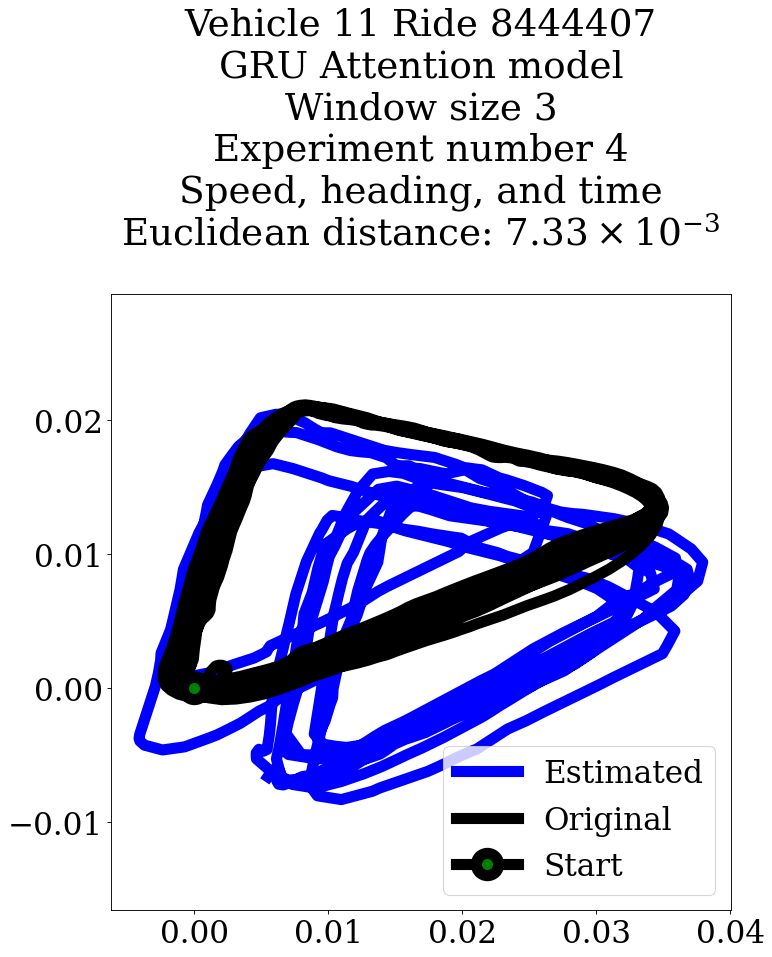 Vehicle 11 Ride 8444407
GRU Attention model
Window size 3
Experiment number 4
Speed, heading, and time
Euclidean distance: 7.33 × 10⁻³
0.02
0.01
0.00
−0.01
Estimated
Original
Start
0.00 0.01 0.02 0.03 0.04